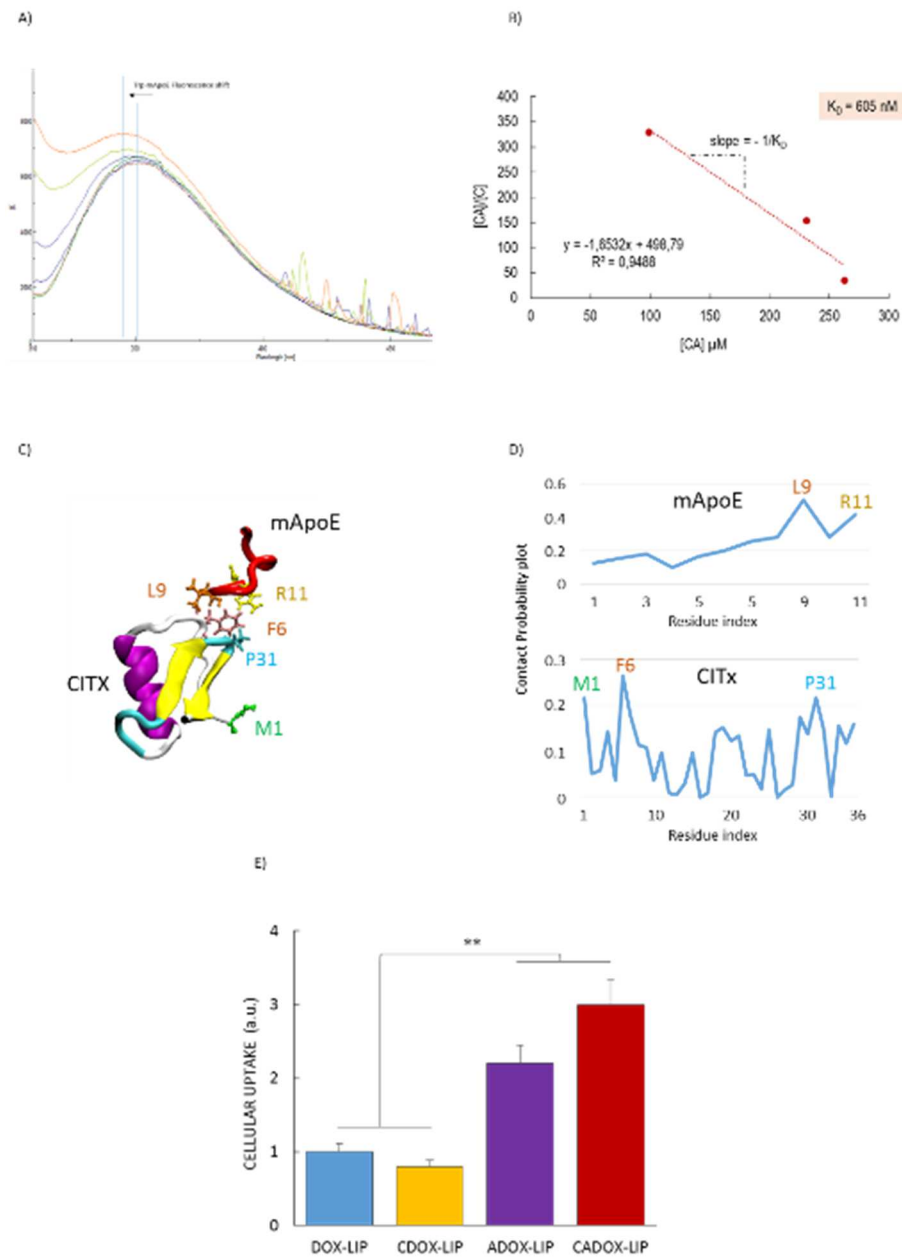 A)
Trp mApoE Fluorescence shift
Wavelength [nm]
B)
K_D = 605 nM
400
350
300
250
200
150
100
50
0
[CA]/[C]
slope = - 1/K_D
y = -1,6532x + 498,79
R² = 0,9488
0
50
100
150
200
250
300
[CA] µM
C)
mApoE
L9
R11
F6
P31
CITX
M1
D)
Contact Probability plot
0.6
0.4
0.2
0
mApoE
L9
R11
1
3
5
5
9
11
Residue index
0.3
0.2
0.1
0
M1
F6
CITx
P31
1
10
20
30
36
Residue index
E)
CELLULAR UPTAKE (a.u.)
4
3
2
1
0
**
DOX-LIP
CDOX-LIP
ADOX-LIP
CADOX-LIP